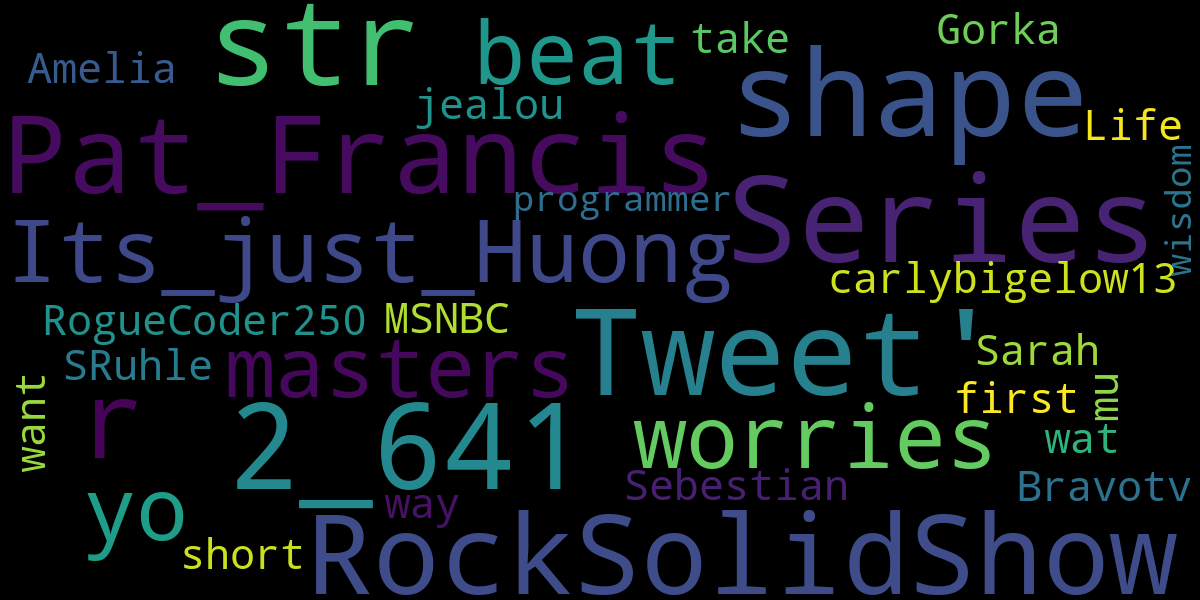 str
beat
take
Gorka
Amelia
shape
jealou
Life
Pat_Francis
wisdom
programmer
Series
Its_just_Huong
carlybigelow13
RogueCoder250
MSNBC
Tweet'
SRuhle
masters
Sarah
want
r
2_641
first
mu
worries
wat
yo
way
Sebestian
Bravotv
short
RockSolidShow